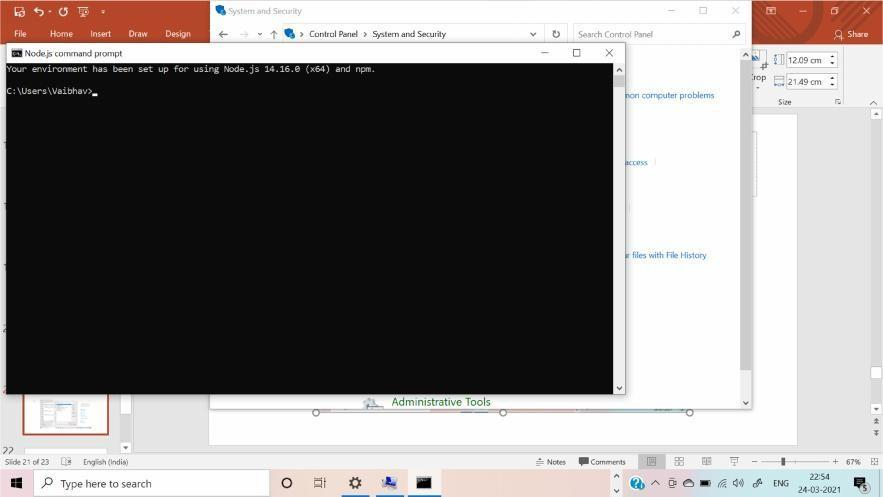 System and Security
File
Home
Insert
Draw
Design
Control Panel > System and Security
Search Control Panel
Share
Node.js command prompt
Your environment has been set up for using Node.js 14.16.0 (x64) and npm.
C:\Users\Vaibhav>
12.09 cm
21.49 cm
Size
mon computer problems
access
files with File History
Administrative Tools
22
Slide 21 of 23
English (India)
Notes
Comments
67%
Type here to search
ENG
22:54
24-03-2021
5